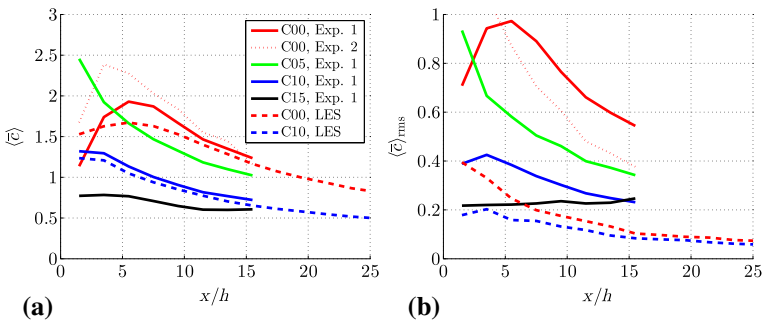 3
2.5
2
1.5
1
0.5
0
0 5 10 15 20 25
⟨c̅⟩
x/h
C00, Exp. 1
C00, Exp. 2
C05, Exp. 1
C10, Exp. 1
C15, Exp. 1
C00, LES
C10, LES
(a)
1
0.8
0.6
0.4
0.2
0
0 5 10 15 20 25
⟨c̅⟩rms
x/h
(b)